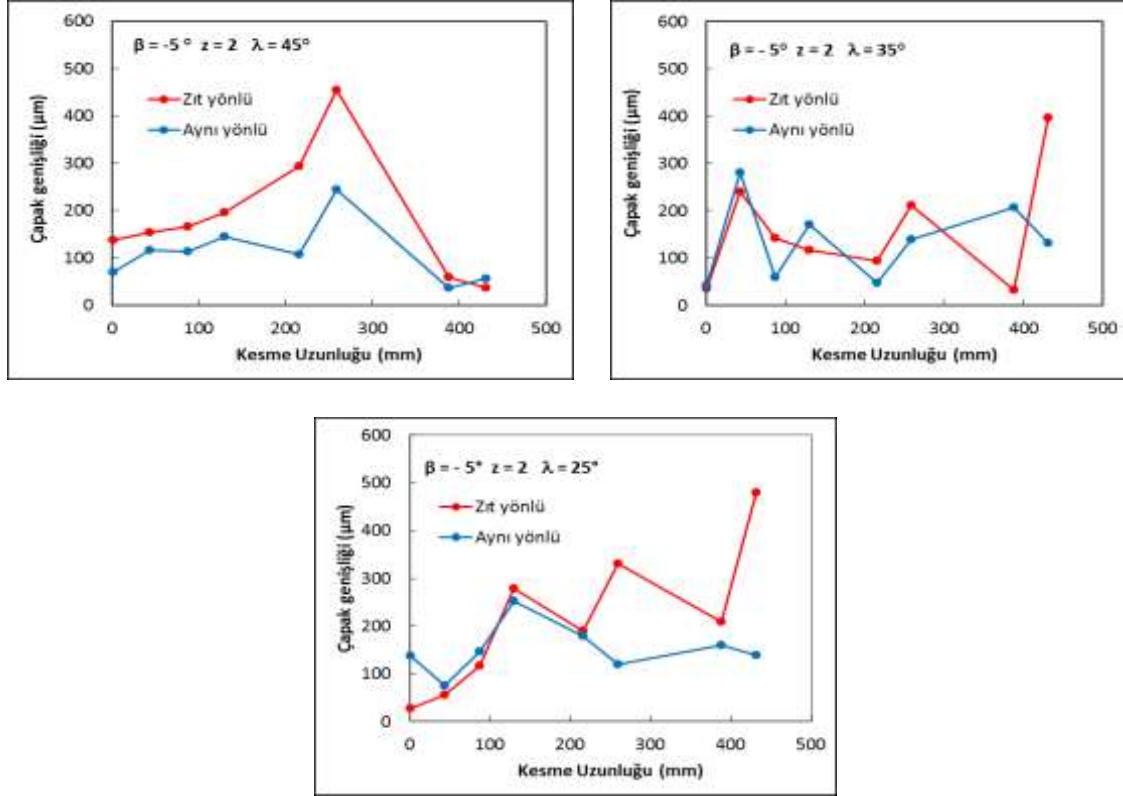 β = -5 ° z = 2 λ = 45°
Zıt yönlü
Aynı yönlü
Çapak genişliği (µm)
600
500
400
300
200
100
0
0 100 200 300 400 500
Kesme Uzunluğu (mm)
β = - 5° z = 2 λ = 35°
Zıt yönlü
Aynı yönlü
Çapak genişliği (µm)
600
500
400
300
200
100
0
0 100 200 300 400 500
Kesme Uzunluğu (mm)
β = - 5° z = 2 λ = 25°
Zıt yönlü
Aynı yönlü
Çapak genişliği (µm)
600
500
400
300
200
100
0
0 100 200 300 400 500
Kesme Uzunluğu (mm)